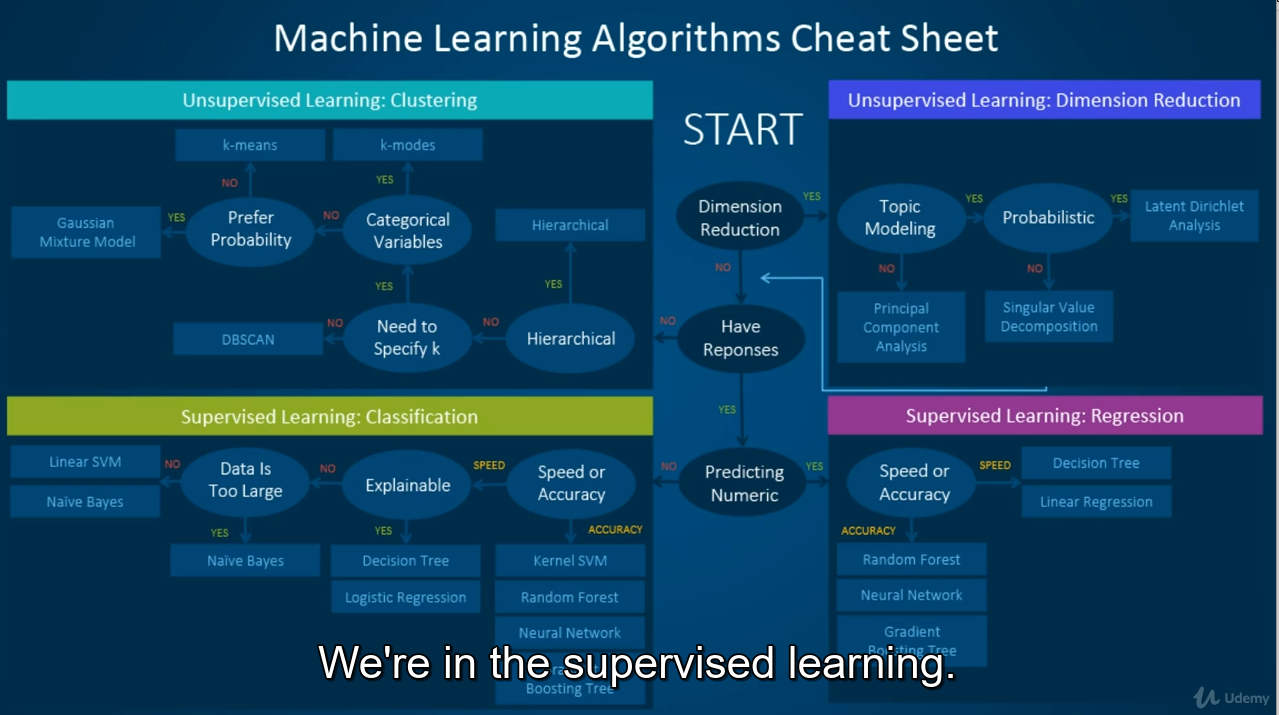 Machine Learning Algorithms Cheat Sheet
Unsupervised Learning: Clustering
k-means
k-modes
NO
YES
Gaussian
Mixture Model
YES
Prefer
Probability
NO
Categorical
Variables
Hierarchical
YES
YES
DBSCAN
NO
Need to
Specify k
NO
Hierarchical
NO
START
Dimension
Reduction
YES
NO
Have
Reponses
YES
Predicting
Numeric
NO
YES
Unsupervised Learning: Dimension Reduction
Topic
Modeling
YES
Probabilistic
YES
Latent Dirichlet
Analysis
NO
NO
Principal
Component
Analysis
Singular Value
Decomposition
Supervised Learning: Classification
Linear SVM
Naïve Bayes
NO
Data Is
Too Large
NO
Explainable
SPEED
Speed or
Accuracy
YES
YES
ACCURACY
Naïve Bayes
Decision Tree
Logistic Regression
Kernel SVM
Random Forest
Neural Network
Boosting Tree
Supervised Learning: Regression
Speed or
Accuracy
SPEED
Decision Tree
Linear Regression
ACCURACY
Random Forest
Neural Network
Gradient
Boosting Tree
We're in the supervised learning.
Udemy